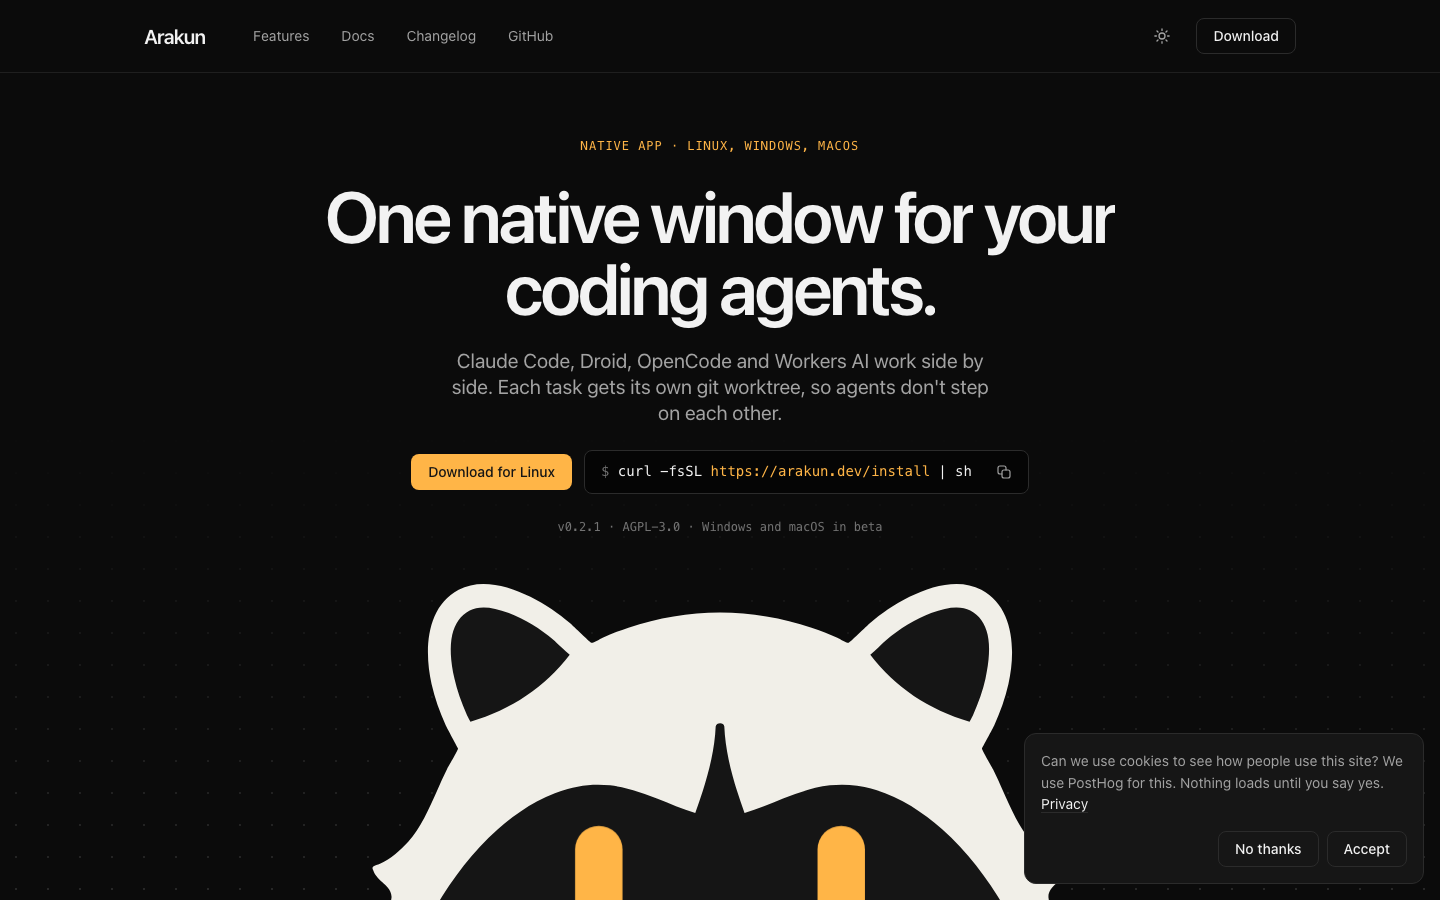 Arakun
Features
Docs
Changelog
GitHub
Download
NATIVE APP · LINUX, WINDOWS, MACOS
One native window for your
coding agents.
Claude Code, Droid, OpenCode and Workers AI work side by
side. Each task gets its own git worktree, so agents don't step
on each other.
Download for Linux
$ curl -fsSL https://arakun.dev/install | sh
v0.2.1 · AGPL-3.0 · Windows and macOS in beta
Can we use cookies to see how people use this site? We
use PostHog for this. Nothing loads until you say yes.
Privacy
No thanks
Accept